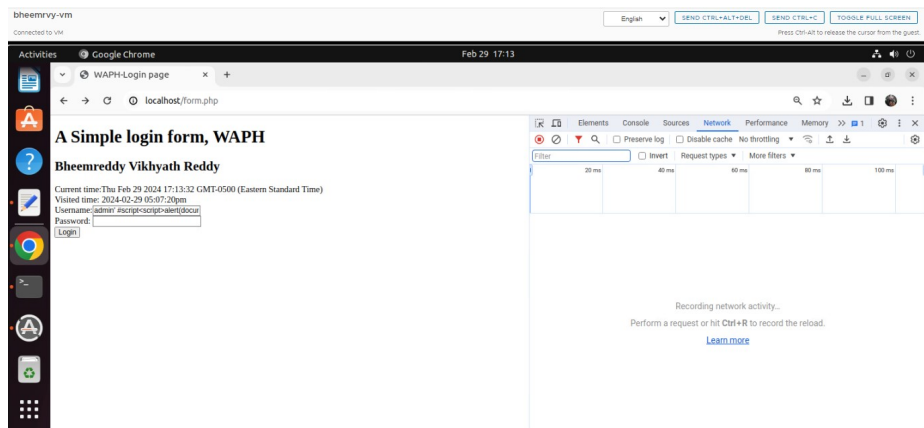 bheemrvy-vm
English
SEND CTRL+ALT+DEL
SEND CTRL+C
TOGGLE FULL SCREEN
Connected to VM
Press Ctrl-Alt to release the cursor from the guest.
Activities
Google Chrome
Feb 29 17:13
WAPH-Login page
localhost/form.php
A Simple login form, WAPH
Bheemreddy Vikhyath Reddy
Current time:Thu Feb 29 2024 17:13:32 GMT-0500 (Eastern Standard Time)
Visited time: 2024-02-29 05:07:20pm
Username: admin' #script<script>alert(docur
Password:
Login
Elements Console Sources Network Performance Memory 1
Preserve log Disable cache No throttling
Filter Invert Request types More filters
20 ms 40 ms 60 ms 80 ms 100 ms
Recording network activity...
Perform a request or hit Ctrl+R to record the reload.
Learn more